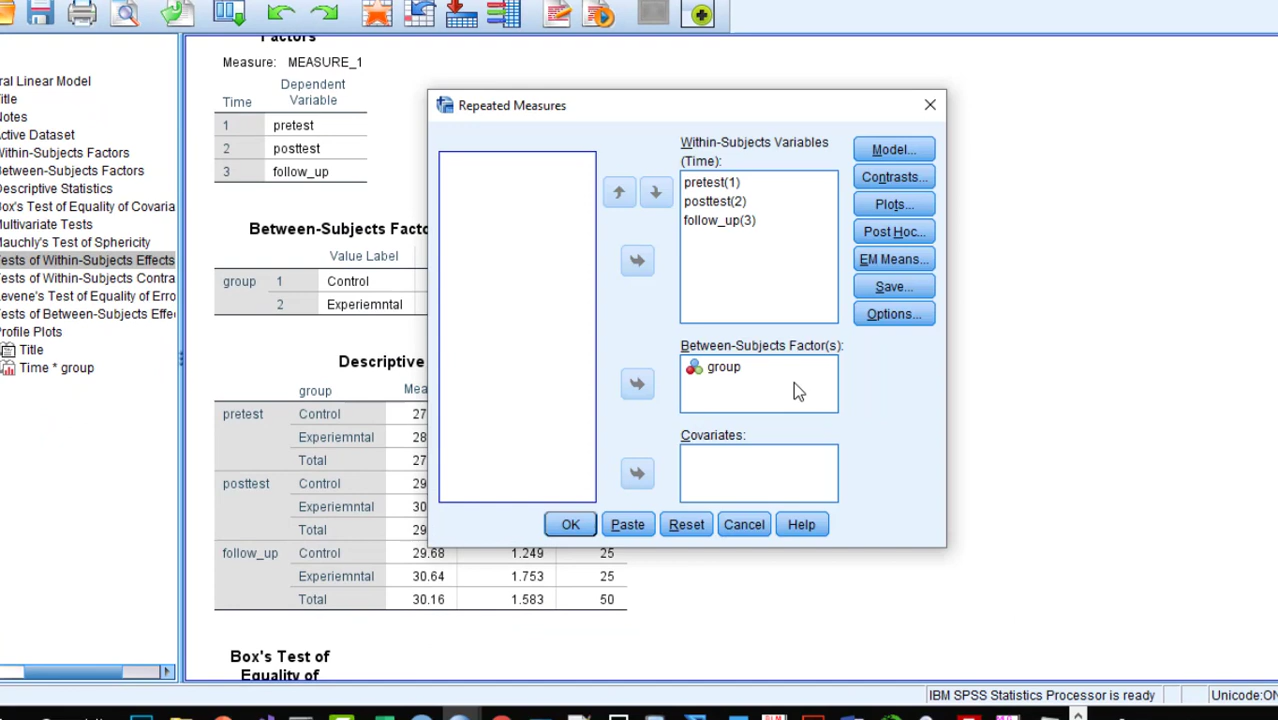 Factors
Measure: MEASURE_1
Dependent
Variable
Time
1 pretest
2 posttest
3 follow_up
Between-Subjects Facto
Value Label
group 1 Control
2 Experiemntal
Descriptive
group Mea
pretest Control 27
Experiemntal 28
Total 27
posttest Control 29
Experiemntal 30
Total 29
follow_up Control 29.68 1.249 25
Experiemntal 30.64 1.753 25
Total 30.16 1.583 50
Box's Test of
Equality of
ral Linear Model
Title
Notes
Active Dataset
Within-Subjects Factors
Between-Subjects Factors
Descriptive Statistics
Box's Test of Equality of Covaria
Multivariate Tests
Mauchly's Test of Sphericity
Tests of Within-Subjects Effects
Tests of Within-Subjects Contra
Levene's Test of Equality of Erro
Tests of Between-Subjects Effec
Profile Plots
Title
Time * group
Repeated Measures
Within-Subjects Variables
(Time):
pretest(1)
posttest(2)
follow_up(3)
Between-Subjects Factor(s):
group
Covariates:
Model...
Contrasts...
Plots...
Post Hoc...
EM Means...
Save...
Options...
OK Paste Reset Cancel Help
IBM SPSS Statistics Processor is ready
Unicode:ON